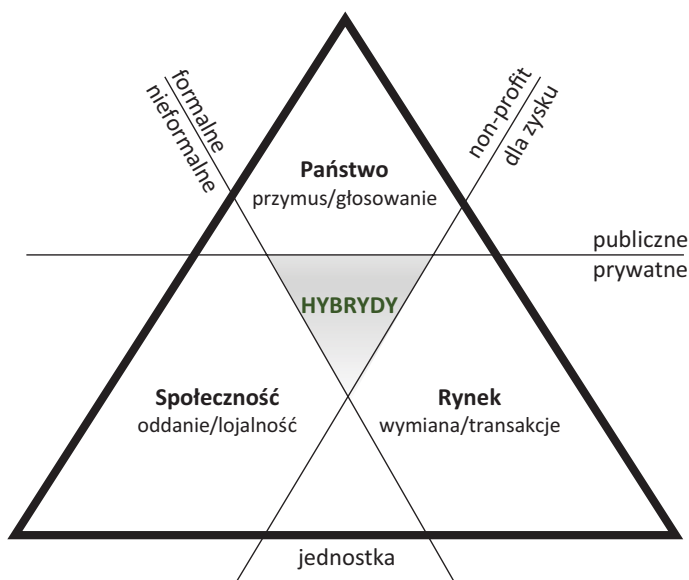 formalne
nieformalne
non-profit
dla zysku
Państwo
przymus/głosowanie
publiczne
prywatne
HYBRYDY
Społeczność
oddanie/lojalność
Rynek
wymiana/transakcje
jednostka